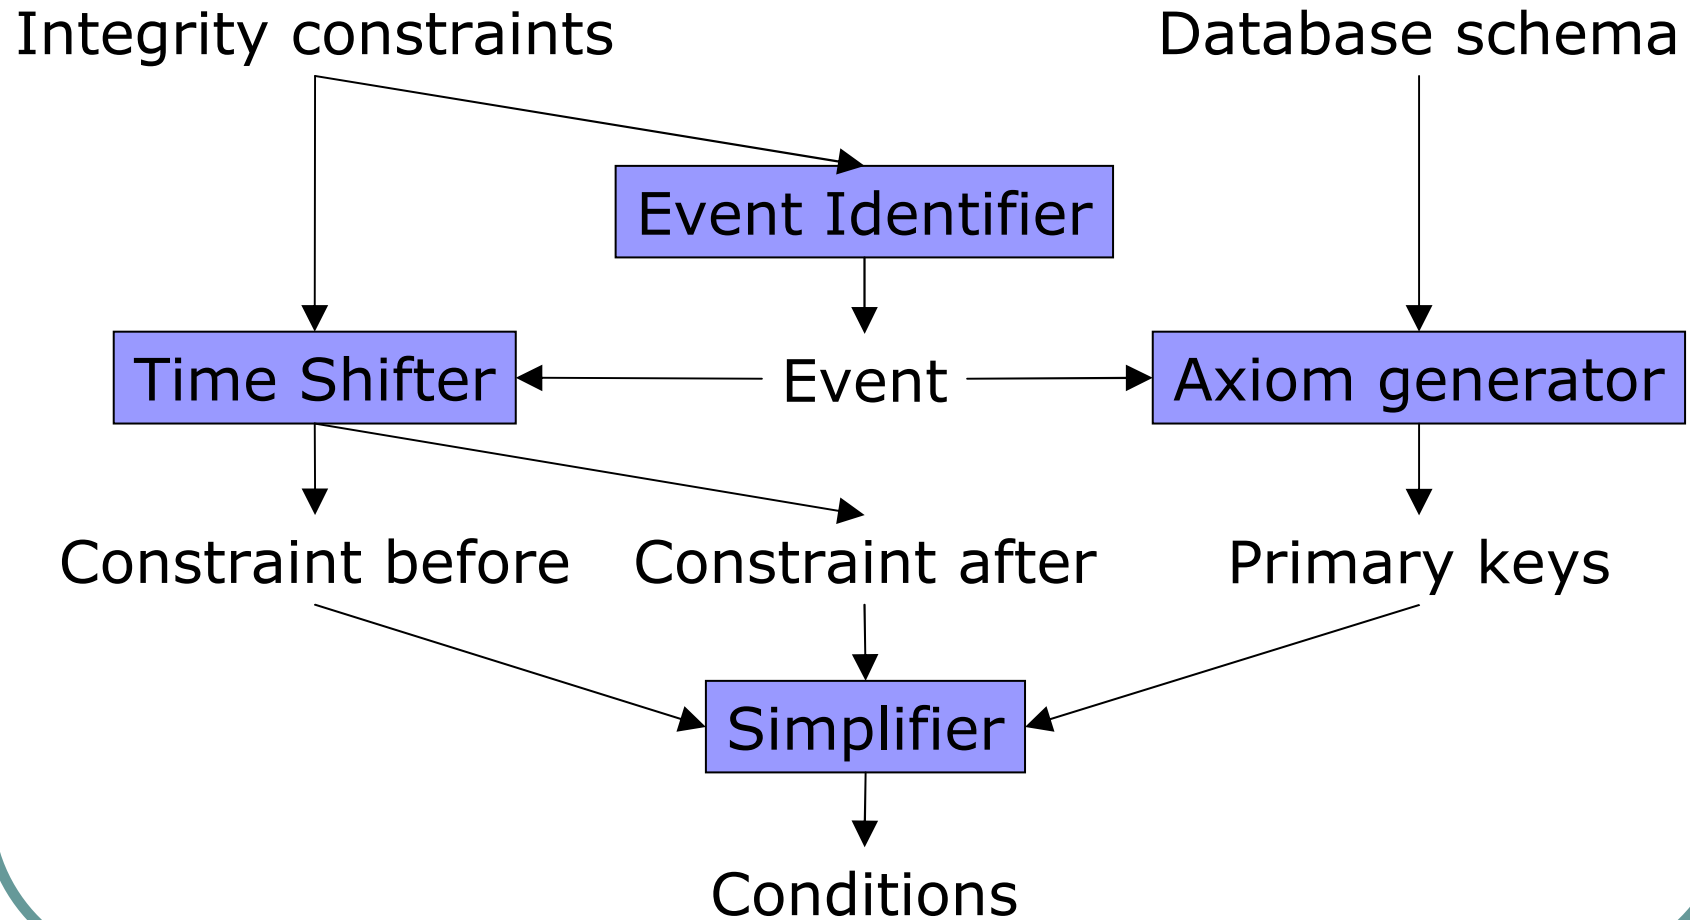 Integrity constraints
Database schema
Event Identifier
Time Shifter
Event
Axiom generator
Constraint before
Constraint after
Primary keys
Simplifier
Conditions